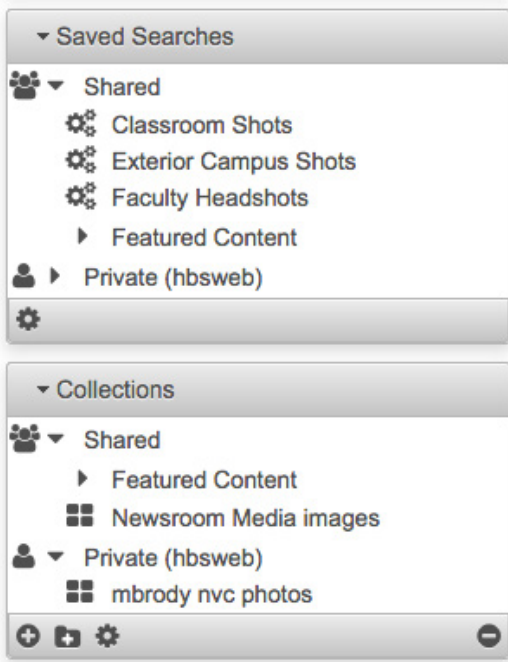 Saved Searches
Shared
Classroom Shots
Exterior Campus Shots
Faculty Headshots
Featured Content
Private (hbsweb)
Collections
Shared
Featured Content
Newsroom Media images
Private (hbsweb)
mbrody nvc photos